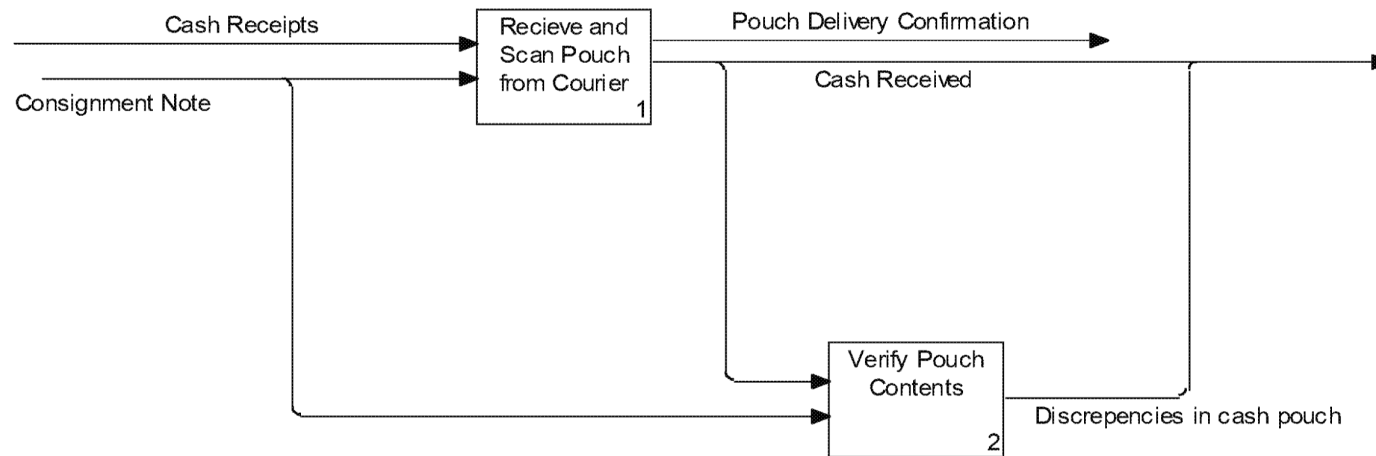 Cash Receipts
Consignment Note
Recieve and
Scan Pouch
from Courier
1
Pouch Delivery Confirmation
Cash Received
Verify Pouch
Contents
2
Discrepencies in cash pouch